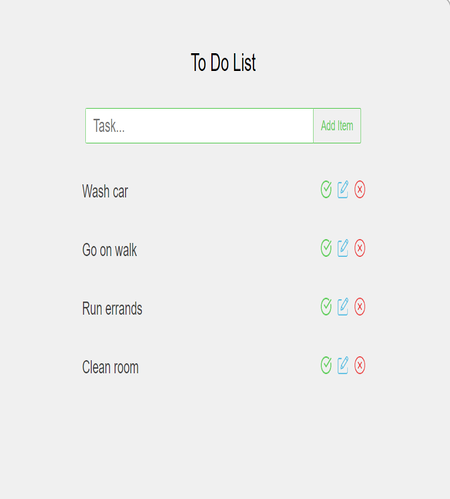 To Do List
Task... Add Item
Wash car
Go on walk
Run errands
Clean room